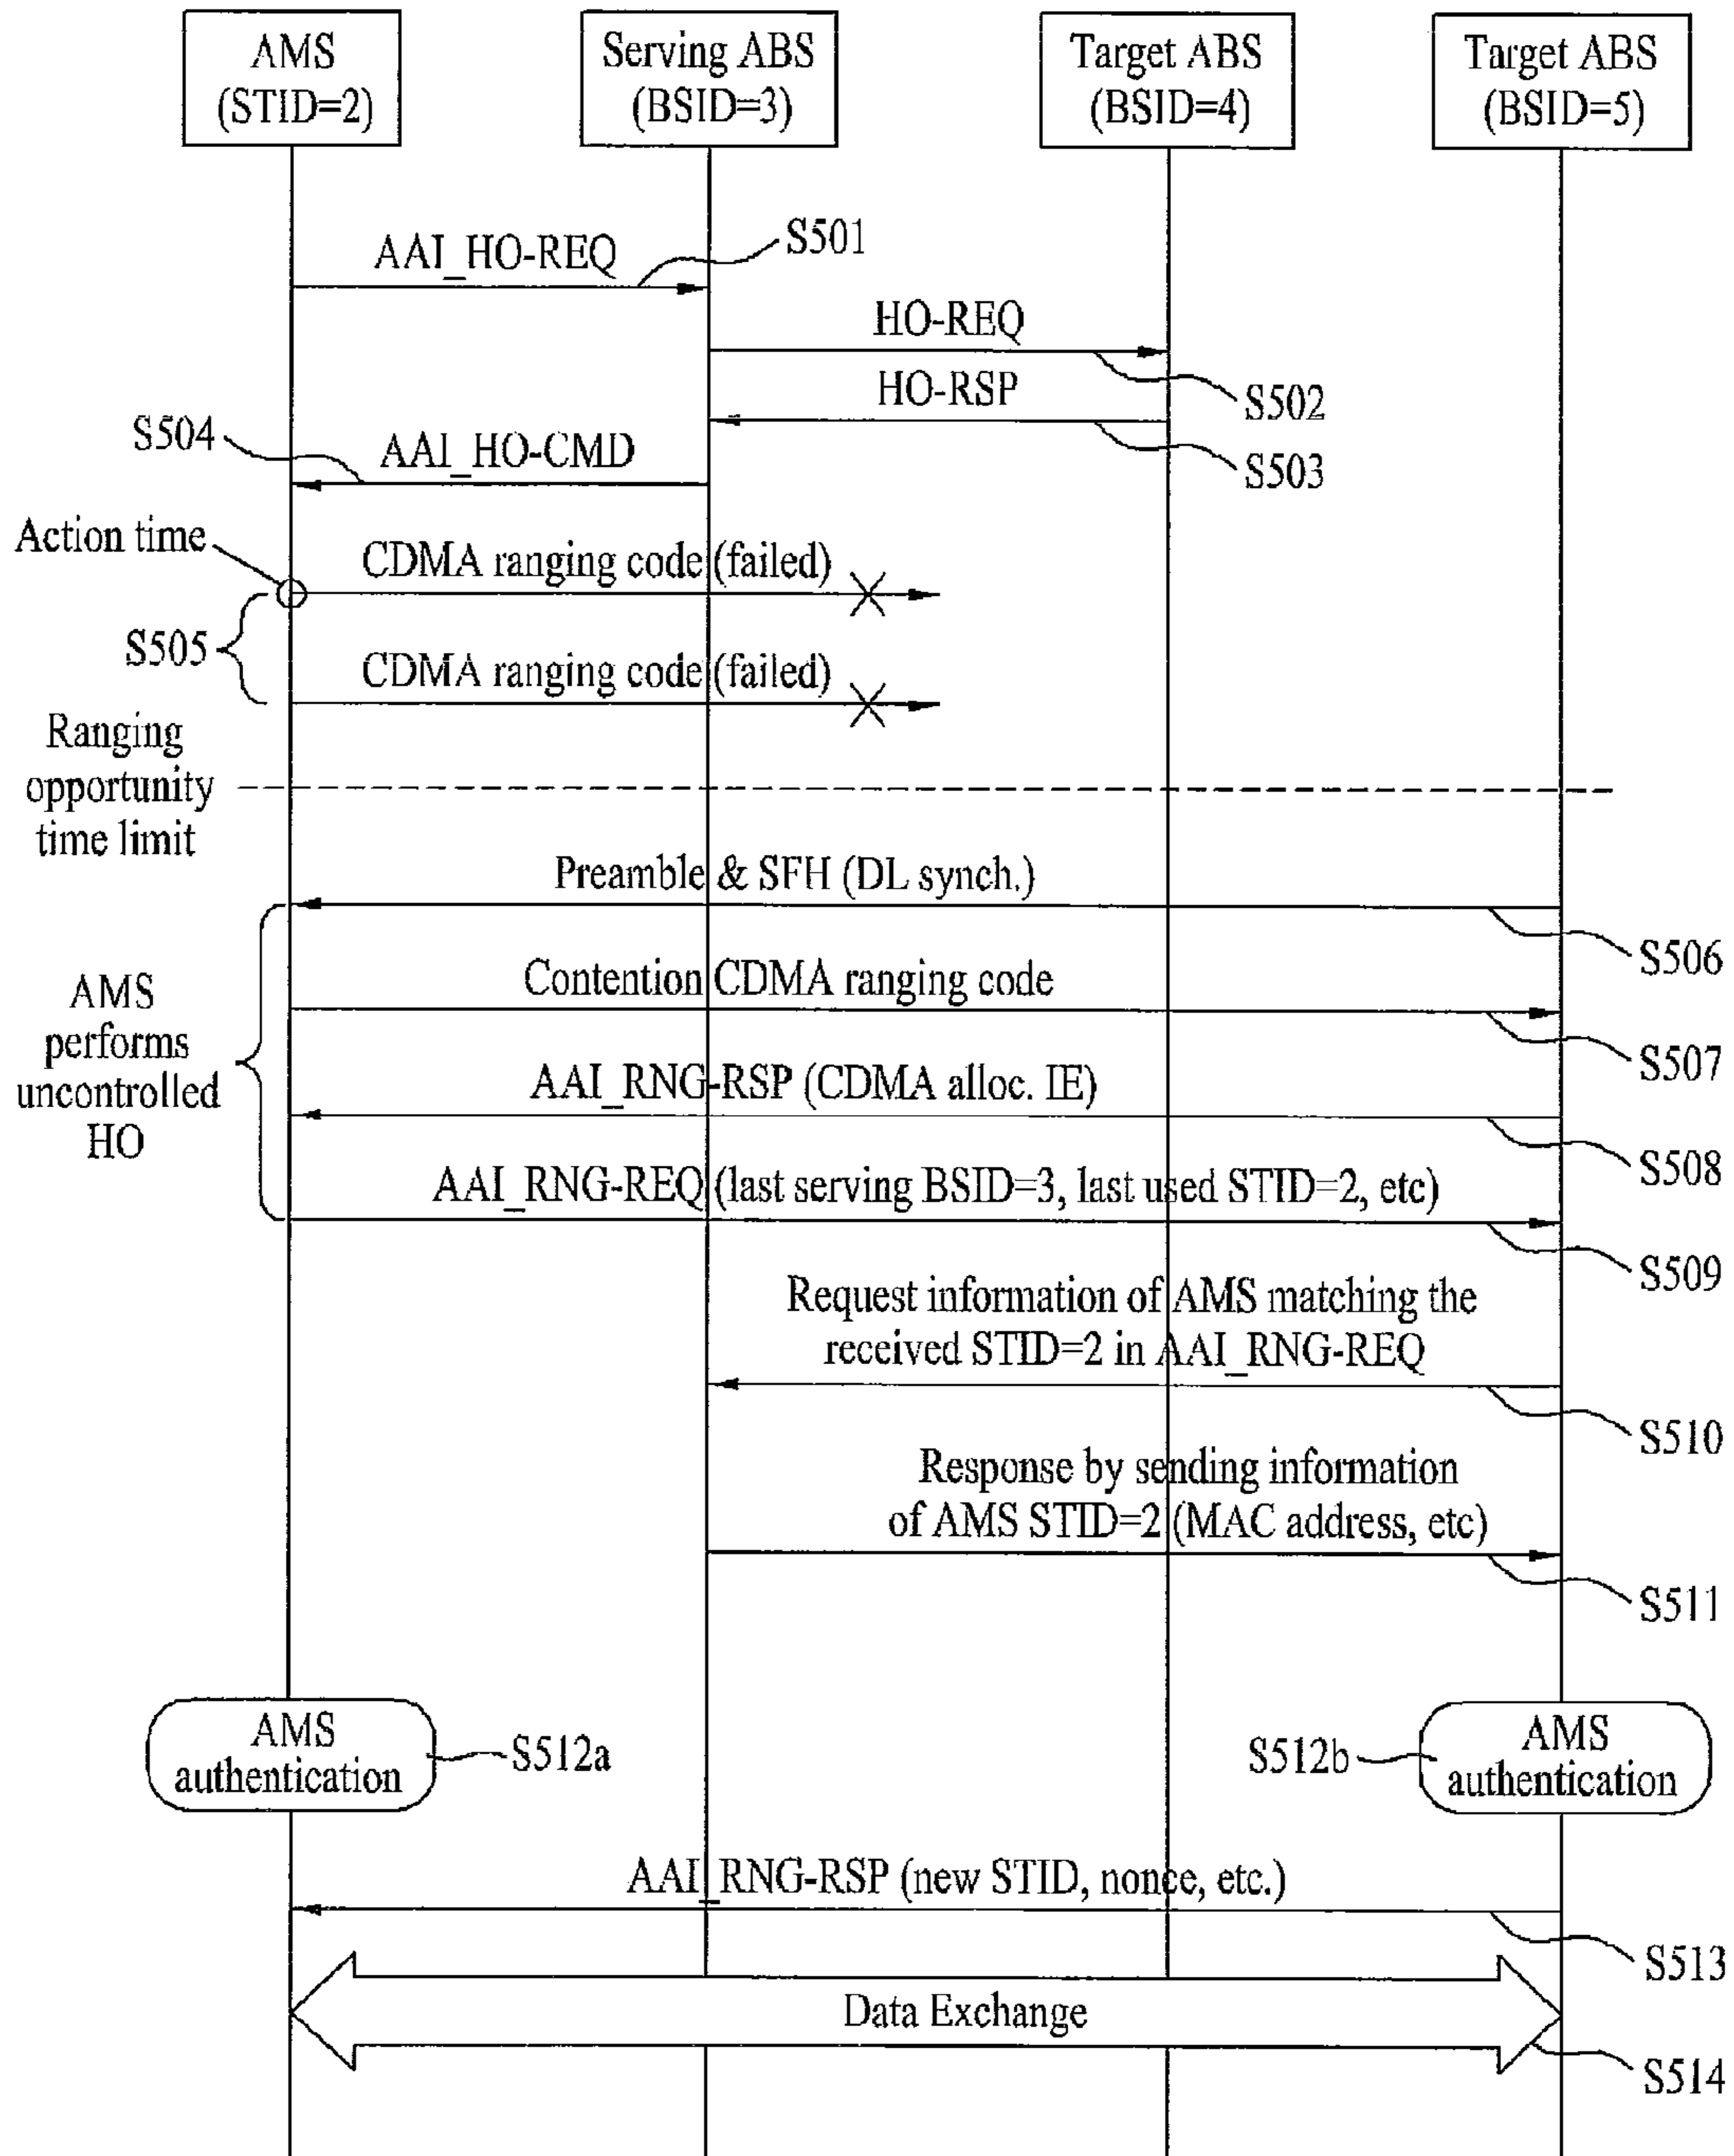 AMS
(STID=2)
Serving ABS
(BSID=3)
Target ABS
(BSID=4)
Target ABS
(BSID=5)
AAI_HO-REQ
S501
HO-REQ
S502
HO-RSP
S503
S504
AAI_HO-CMD
Action time
CDMA ranging code (failed)
S505
CDMA ranging code (failed)
Ranging
opportunity
time limit
Preamble & SFH (DL synch.)
S506
AMS
performs
uncontrolled
HO
Contention CDMA ranging code
S507
AAI_RNG-RSP (CDMA alloc. IE)
S508
AAI_RNG-REQ (last serving BSID=3, last used STID=2, etc)
S509
Request information of AMS matching the
received STID=2 in AAI_RNG-REQ
S510
Response by sending information
of AMS STID=2 (MAC address, etc)
S511
AMS
authentication
S512a
S512b
AMS
authentication
AAI_RNG-RSP (new STID, nonce, etc.)
S513
Data Exchange
S514